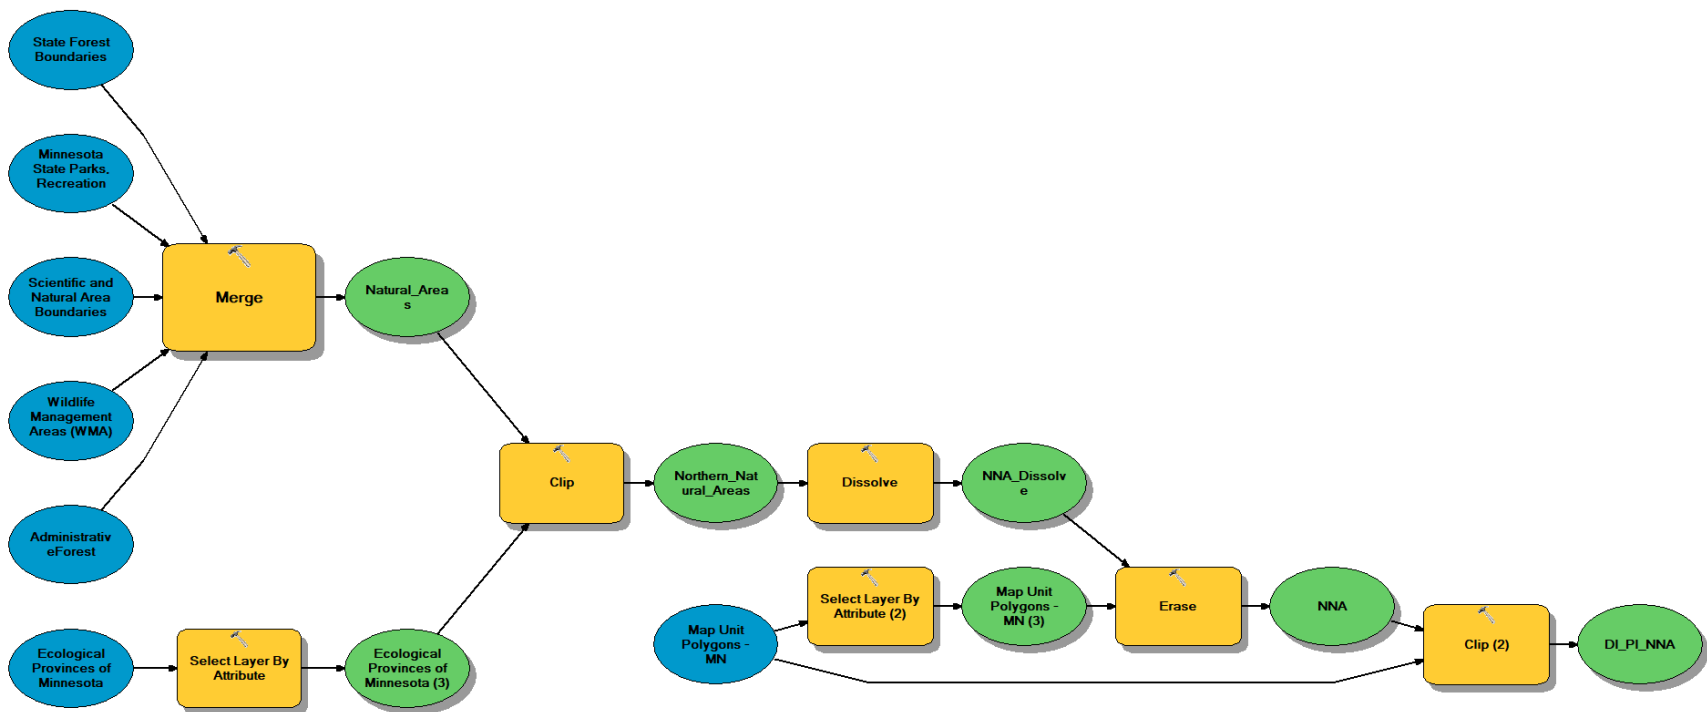 State Forest
Boundaries
Minnesota
State Parks,
Recreation
Scientific and
Natural Area
Boundaries
Wildlife
Management
Areas (WMA)
Administrativ
eForest
Ecological
Provinces of
Minnesota
Merge
Select Layer By
Attribute
Natural_Area
s
Ecological
Provinces of
Minnesota (3)
Clip
Northern_Nat
ural_Areas
Dissolve
NNA_Dissolv
e
Map Unit
Polygons -
MN
Select Layer By
Attribute (2)
Map Unit
Polygons -
MN (3)
Erase
NNA
Clip (2)
DI_PI_NNA